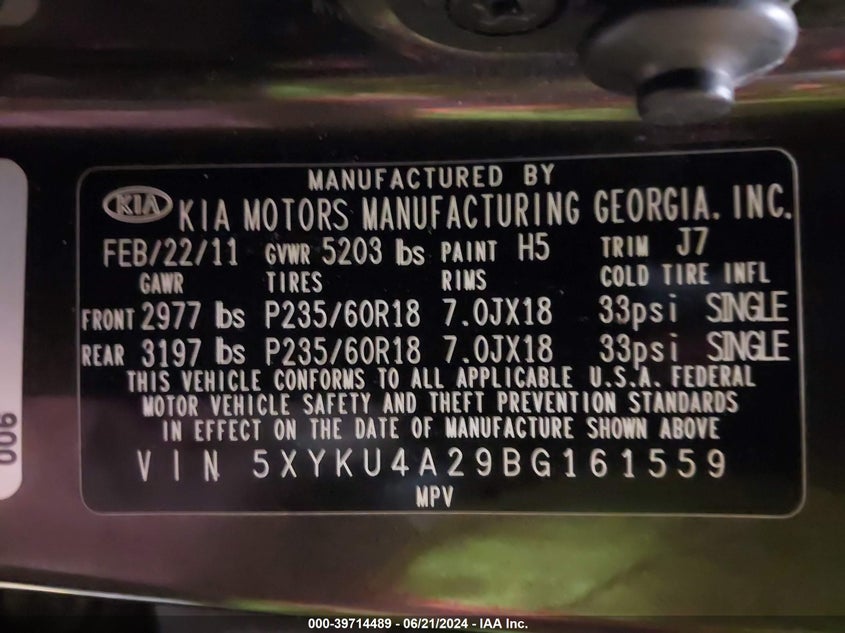 MANUFACTURED BY
KIA KIA MOTORS MANUFACTURING GEORGIA, INC.
FEB/22/11 GVWR 5203 lbs PAINT H5 TRIM J7
GAWR TIRES RIMS COLD TIRE INFL
FRONT 2977 lbs P235/60R18 7.0JX18 33psi SINGLE
REAR 3197 lbs P235/60R18 7.0JX18 33psi SINGLE
THIS VEHICLE CONFORMS TO ALL APPLICABLE U.S.A. FEDERAL
MOTOR VEHICLE SAFETY AND THEFT PREVENTION STANDARDS
IN EFFECT ON THE DATE OF MANUFACTURE SHOWN ABOVE
VIN 5XYKU4A29BG161559
MPV
006
000-39714489 - 06/21/2024 - IAA Inc.